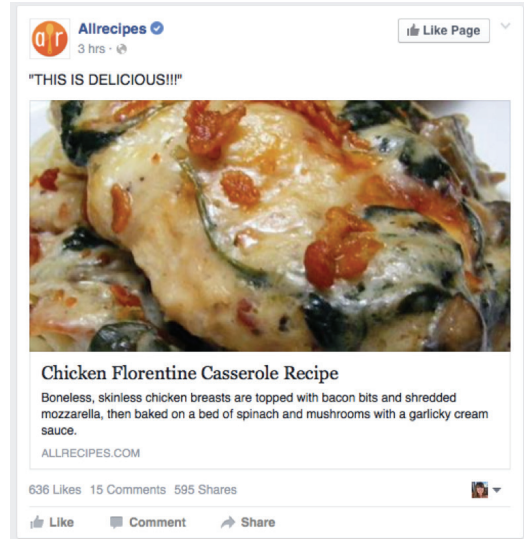 ar
Allrecipes
Like Page
3 hrs ·
"THIS IS DELICIOUS!!!"
Chicken Florentine Casserole Recipe
Boneless, skinless chicken breasts are topped with bacon bits and shredded
mozzarella, then baked on a bed of spinach and mushrooms with a garlicky cream
sauce.
ALLRECIPES.COM
636 Likes 15 Comments 595 Shares
Like Comment Share